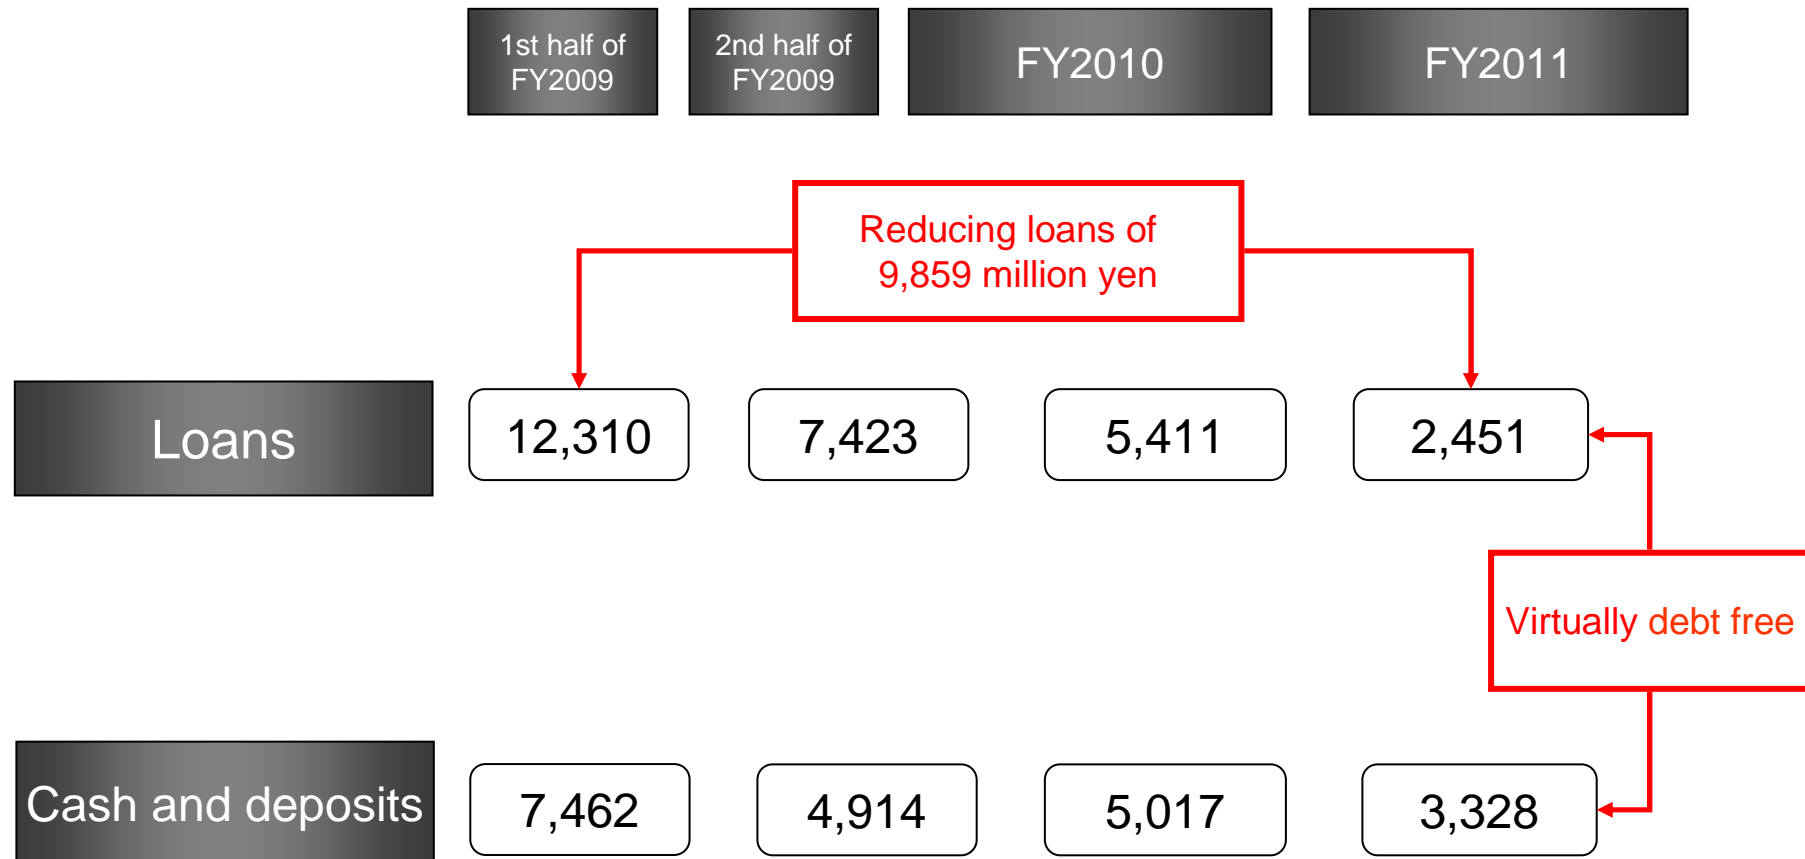 1st half of
FY2009
2nd half of
FY2009
FY2010
FY2011
Reducing loans of
9,859 million yen
Loans
12,310
7,423
5,411
2,451
Virtually debt free
Cash and deposits
7,462
4,914
5,017
3,328